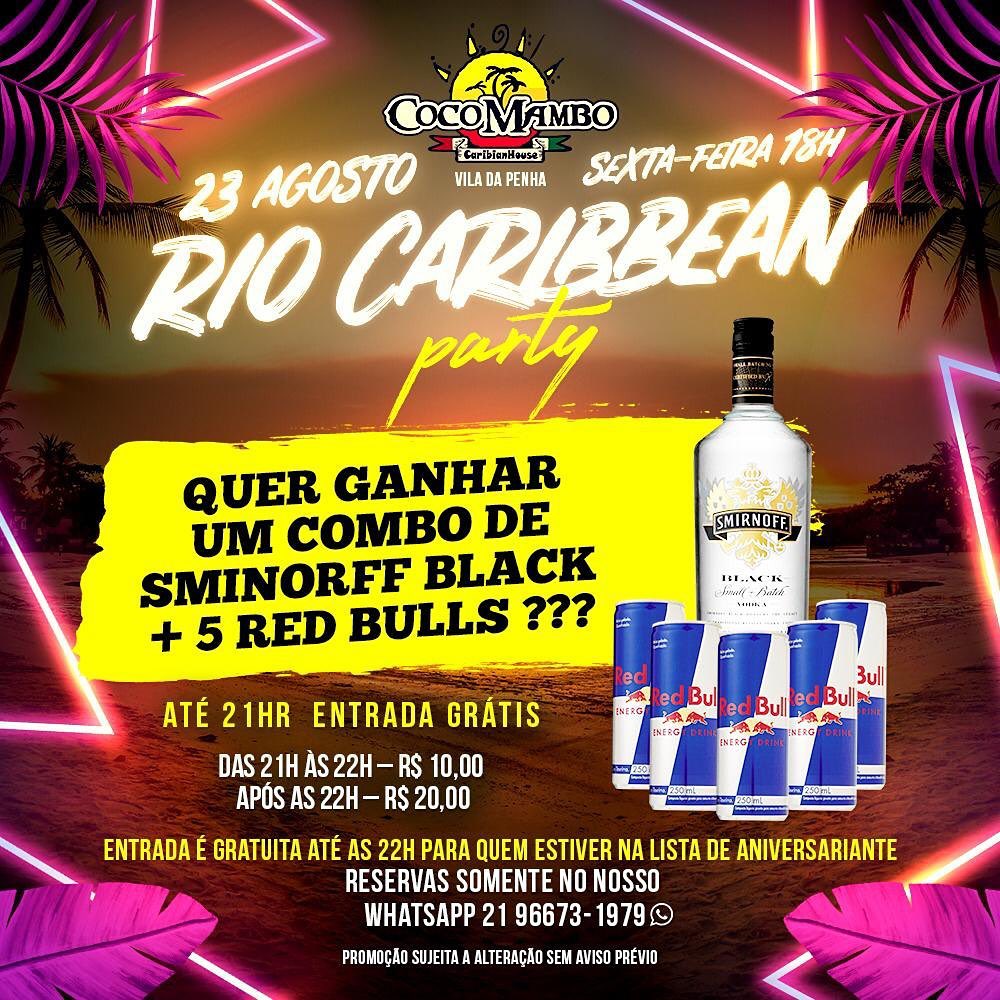 COCOMAMBO
CaribianHouse
VILA DA PENHA
23 AGOSTO
SEXTA-FEIRA 18H
RIO CARIBBEAN
party
QUER GANHAR
UM COMBO DE
SMINORFF BLACK
+ 5 RED BULLS ???
SMIRNOFF
BLACK
Small Batch
VODKA
Red Bull
ENERGY DRINK
250 mL
ATÉ 21HR ENTRADA GRÁTIS
DAS 21H ÀS 22H – R$ 10,00
APÓS AS 22H – R$ 20,00
ENTRADA É GRATUITA ATÉ AS 22H PARA QUEM ESTIVER NA LISTA DE ANIVERSARIANTE
RESERVAS SOMENTE NO NOSSO
WHATSAPP 21 96673-1979
PROMOÇÃO SUJEITA A ALTERAÇÃO SEM AVISO PRÉVIO